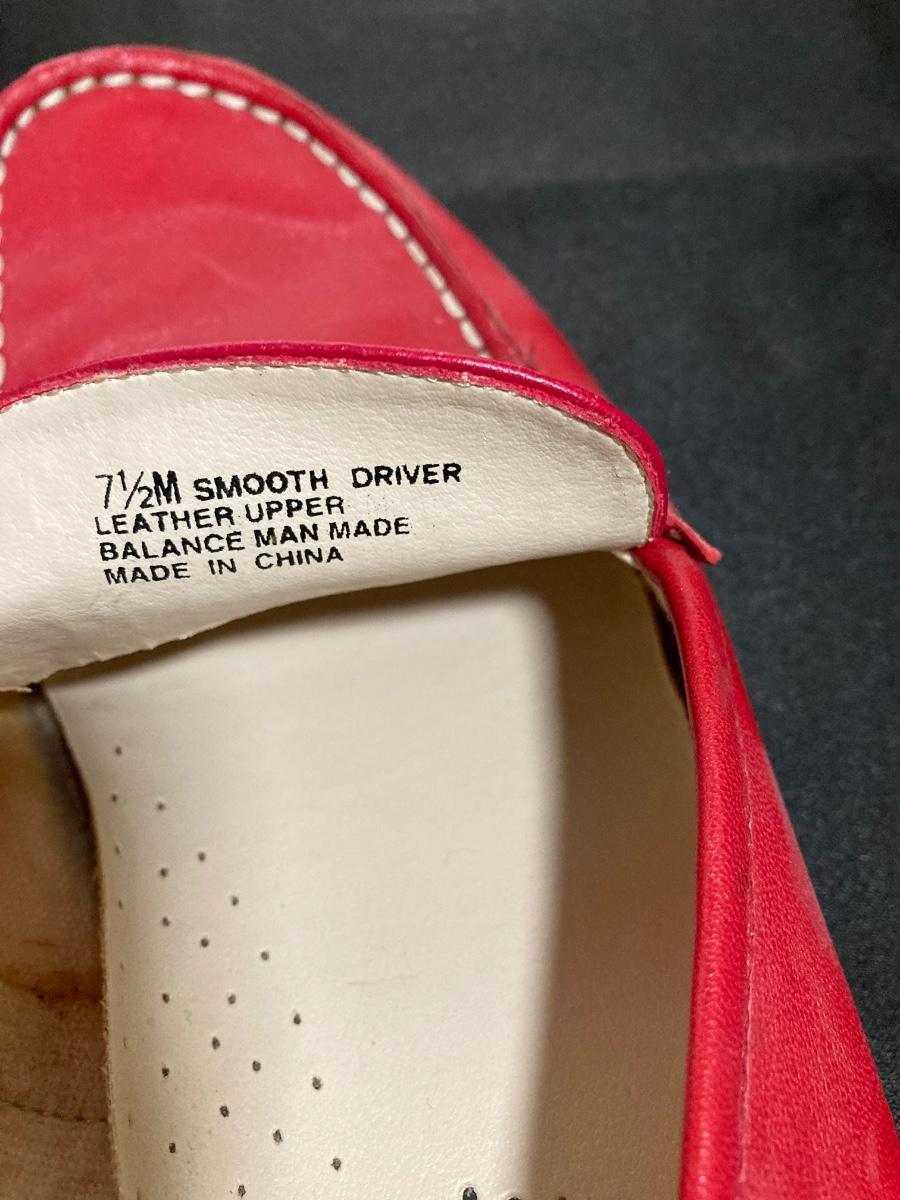 7½M SMOOTH DRIVER
LEATHER UPPER
BALANCE MAN MADE
MADE IN CHINA